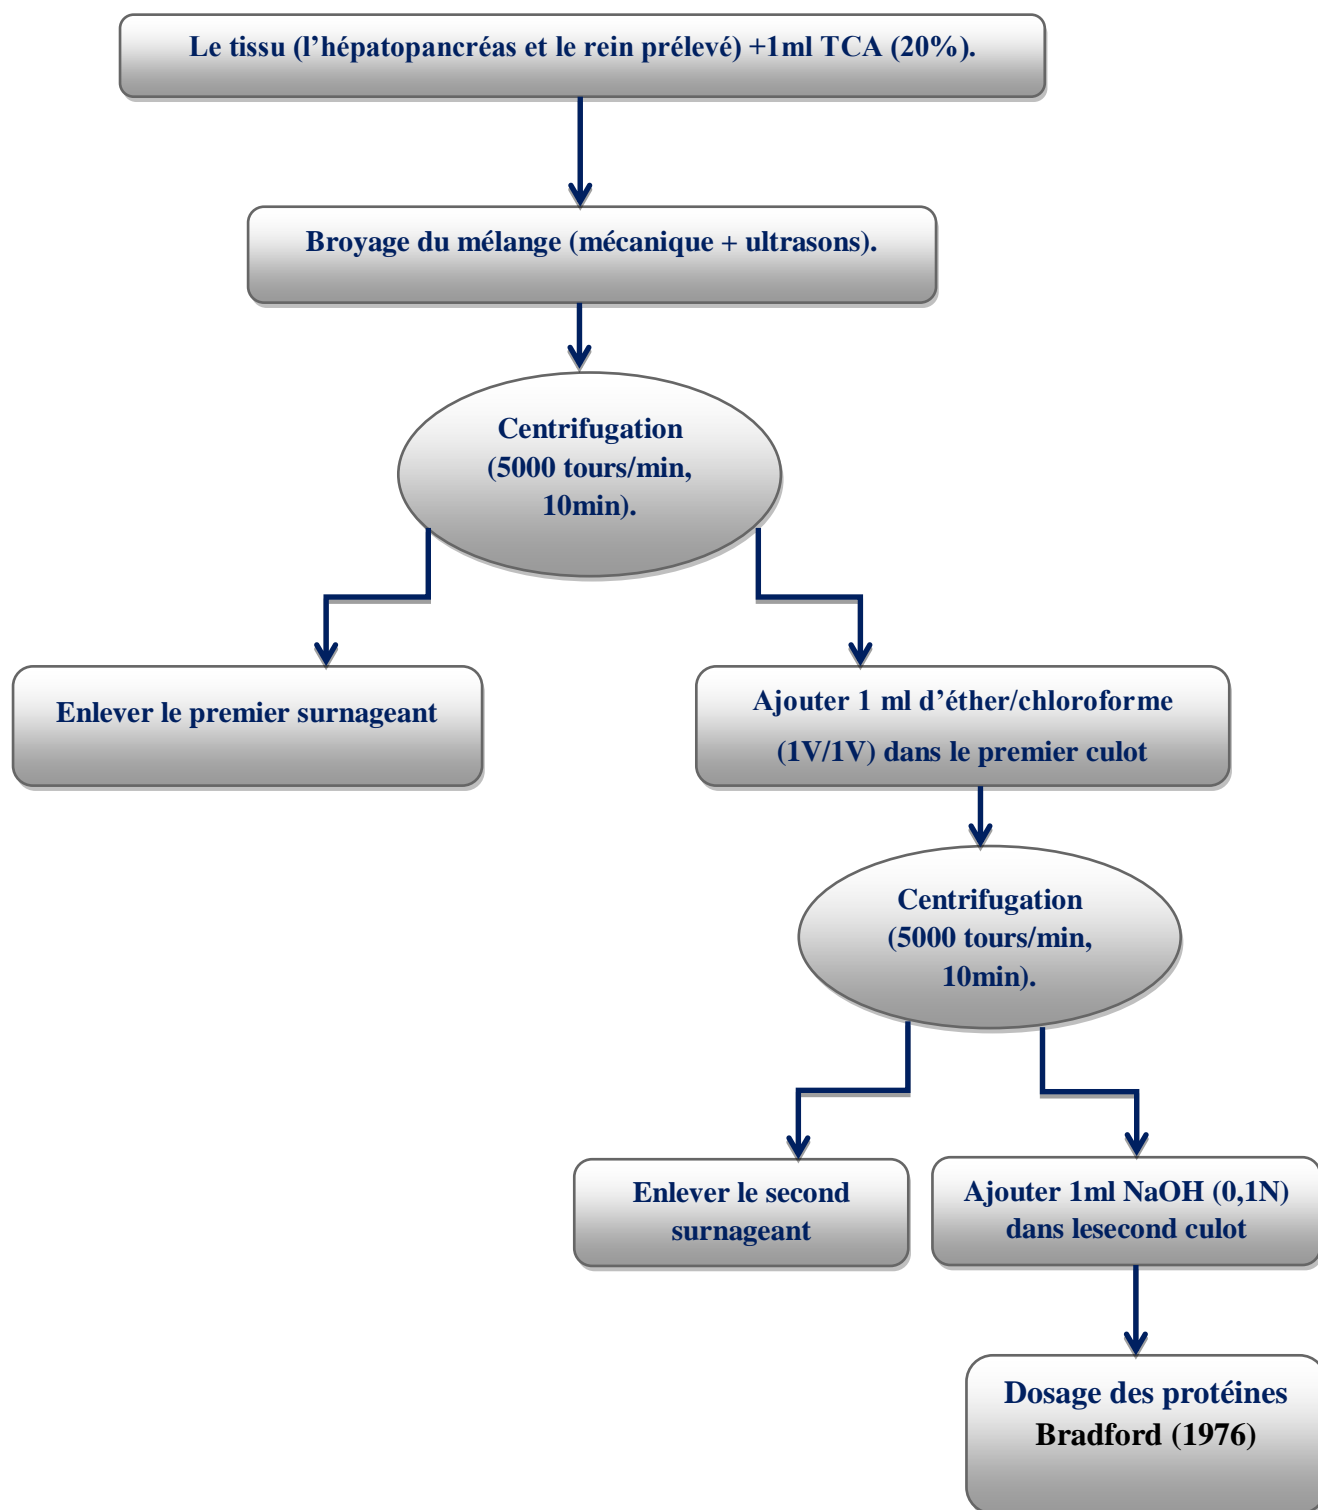 Le tissu (l’hépatopancréas et le rein prélevé) +1ml TCA (20%).
Broyage du mélange (mécanique + ultrasons).
Centrifugation
(5000 tours/min,
10min).
Enlever le premier surnageant
Ajouter 1 ml d’éther/chloroforme
(1V/1V) dans le premier culot
Centrifugation
(5000 tours/min,
10min).
Enlever le second
surnageant
Ajouter 1ml NaOH (0,1N)
dans lesecond culot
Dosage des protéines
Bradford (1976)